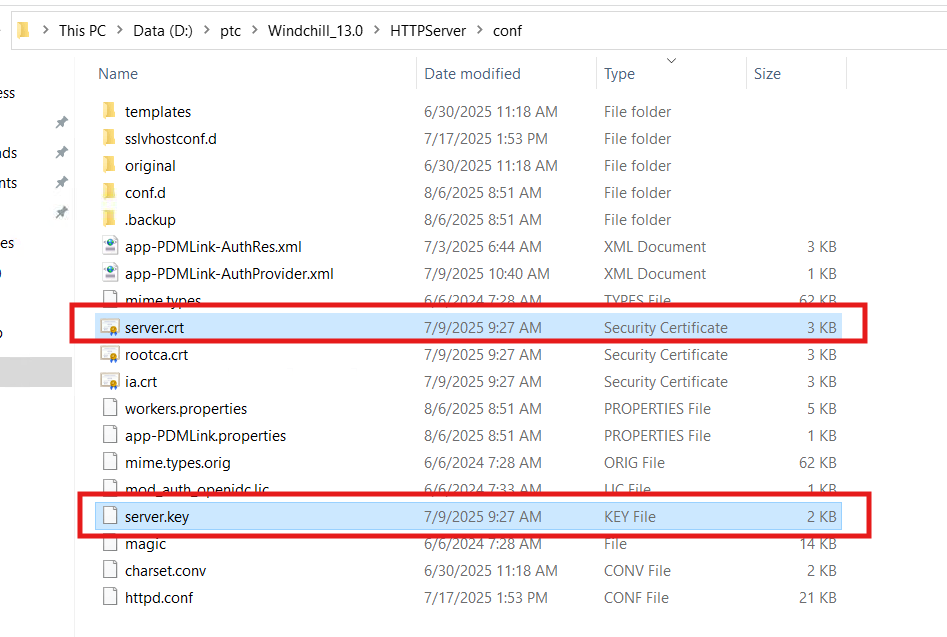 This PC > Data (D:) > ptc > Windchill_13.0 > HTTPServer > conf
Name Date modified Type Size
ess
nds
nts
es
templates 6/30/2025 11:18 AM File folder
sslvhostconf.d 7/17/2025 1:53 PM File folder
original 6/30/2025 11:18 AM File folder
conf.d 8/6/2025 8:51 AM File folder
.backup 8/6/2025 8:51 AM File folder
app-PDMLink-AuthRes.xml 7/3/2025 6:44 AM XML Document 3 KB
app-PDMLink-AuthProvider.xml 7/9/2025 10:40 AM XML Document 1 KB
mime.types 6/6/2024 7:28 AM TYPES File 62 KB
server.crt 7/9/2025 9:27 AM Security Certificate 3 KB
rootca.crt 7/9/2025 9:27 AM Security Certificate 3 KB
ia.crt 7/9/2025 9:27 AM Security Certificate 3 KB
workers.properties 8/6/2025 8:51 AM PROPERTIES File 5 KB
app-PDMLink.properties 8/6/2025 8:51 AM PROPERTIES File 1 KB
mime.types.orig 6/6/2024 7:28 AM ORIG File 62 KB
mod_auth_openidc.lic 6/6/2024 7:33 AM LIC File 1 KB
server.key 7/9/2025 9:27 AM KEY File 2 KB
magic 6/6/2024 7:28 AM File 14 KB
charset.conv 6/30/2025 11:18 AM CONV File 2 KB
httpd.conf 7/17/2025 1:53 PM CONF File 21 KB